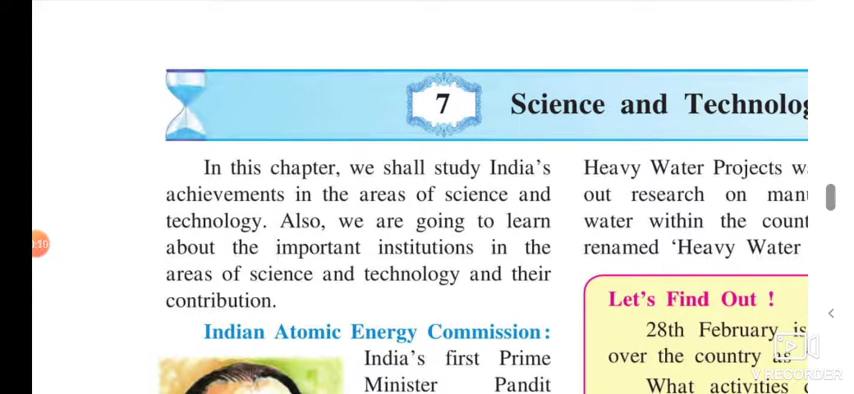 7 Science and Technolog
In this chapter, we shall study India's
achievements in the areas of science and
technology. Also, we are going to learn
about the important institutions in the
areas of science and technology and their
contribution.
Indian Atomic Energy Commission:
India's first Prime
Minister Pandit
Heavy Water Projects w
out research on man
water within the count
renamed 'Heavy Water
Let's Find Out !
28th February is
over the country as
What activities
:10
V RECORDER